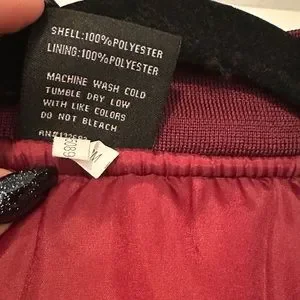 SHELL:100%POLYESTER
LINING:100%POLYESTER
MACHINE WASH COLD
TUMBLE DRY LOW
WITH LIKE COLORS
DO NOT BLEACH
M